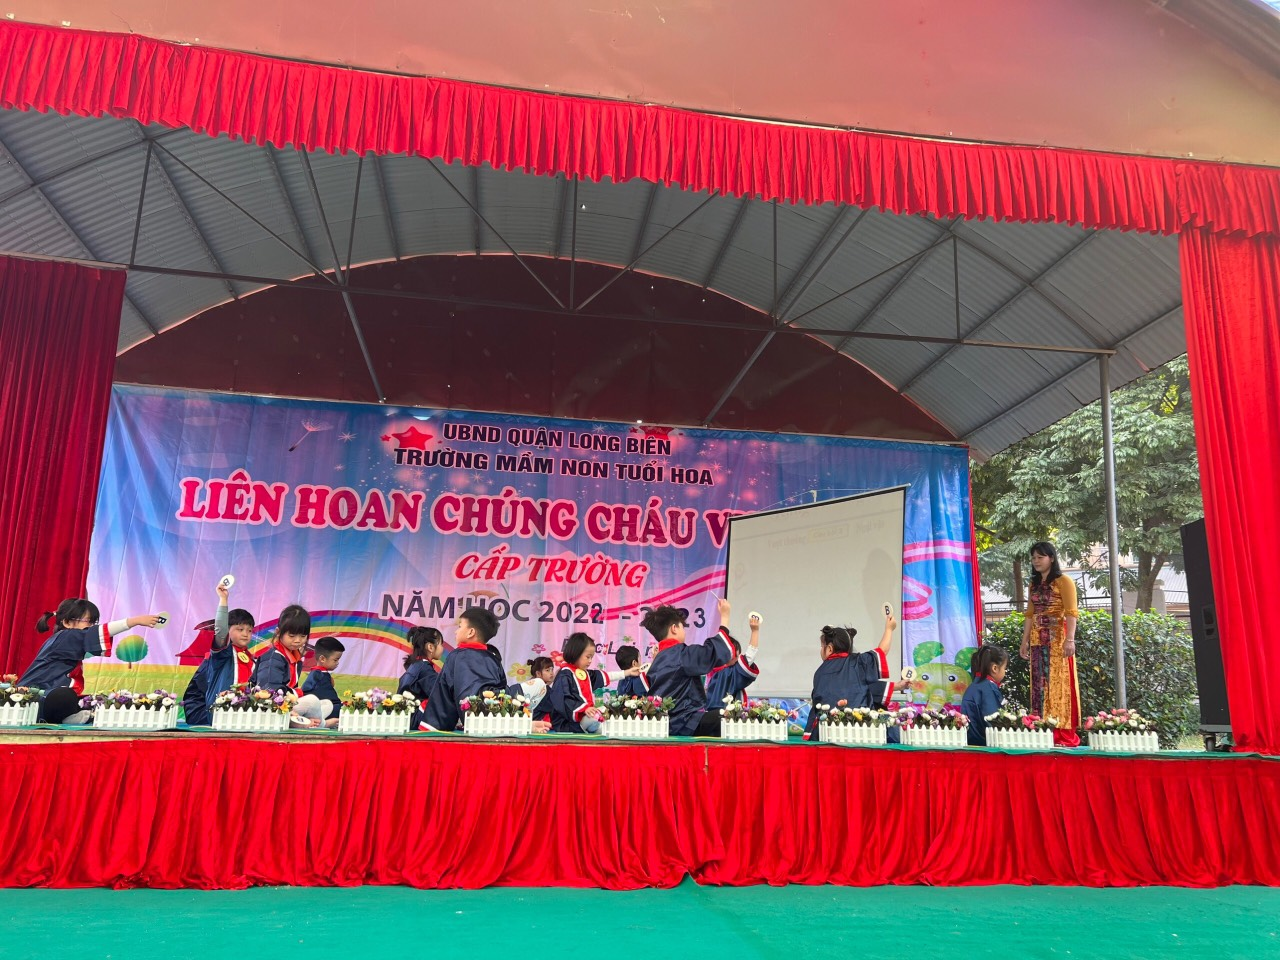 UBND QUẬN LONG BIÊN
TRƯỜNG MẦM NON TUỔI HOA
LIÊN HOAN CHÚNG CHÁU
CẤP TRƯỜNG
NĂM HỌC 2022 - 2023
B
B
B
B